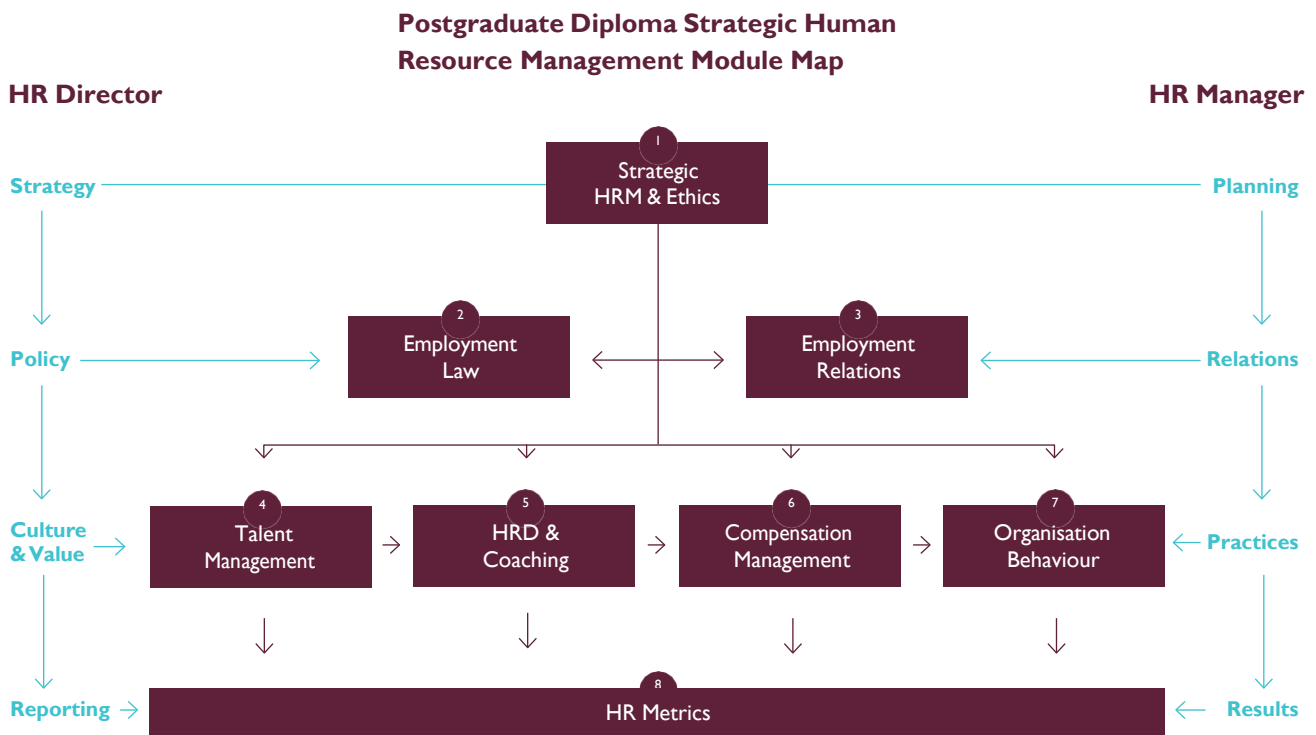 Postgraduate Diploma Strategic Human
Resource Management Module Map
HR Director
HR Manager
1
Strategic
HRM & Ethics
Strategy
Planning
2
Employment
Law
3
Employment
Relations
Policy
Relations
4
Talent
Management
5
HRD &
Coaching
6
Compensation
Management
7
Organisation
Behaviour
Culture
& Value
Practices
8
HR Metrics
Reporting
Results